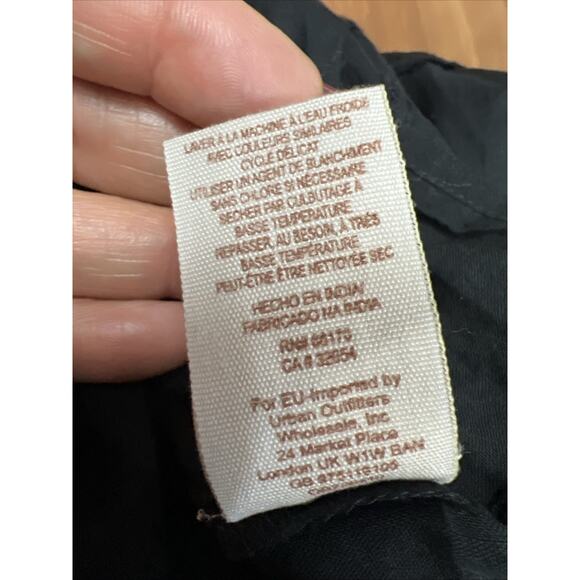 LAVER À LA MACHINE À L'EAU FROIDE
AVEC COULEURS SIMILAIRES
CYCLE DÉLICAT
UTILISER UN AGENT DE BLANCHIMENT
SANS CHLORE SI NÉCESSAIRE
SÉCHER PAR CULBUTAGE À
BASSE TEMPÉRATURE
REPASSER, AU BESOIN, À TRÈS
BASSE TEMPÉRATURE
PEUT-ÊTRE ÊTRE NETTOYÉE SEC
HECHO EN INDIA/
FABRICADO NA INDIA
RN# 66170
CA # 32654
For EU-Imported by
Urban Outfitters
Wholesale, Inc
24 Market Place
London UK W1W 8AN
GB